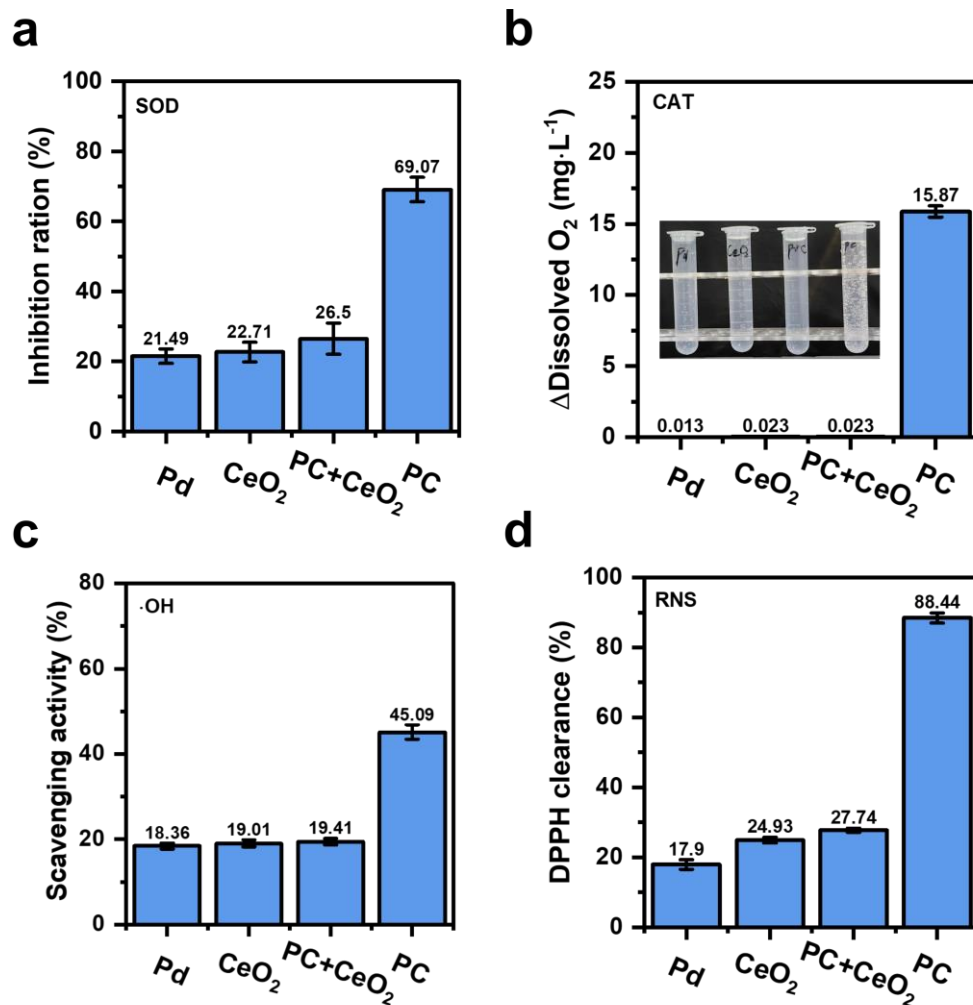 a
SOD
Inhibition ration (%)
100
80
60
40
20
0
21.49
22.71
26.5
69.07
Pd
CeO₂
PC+CeO₂
PC
b
CAT
ΔDissolved O₂ (mg·L⁻¹)
25
20
15
10
5
0
0.013
0.023
0.023
15.87
Pd
CeO₂
P+C
PC
Pd
CeO₂
PC+CeO₂
PC
c
·OH
Scavenging activity (%)
80
60
40
20
0
18.36
19.01
19.41
45.09
Pd
CeO₂
PC+CeO₂
PC
d
RNS
DPPH clearance (%)
100
80
60
40
20
0
17.9
24.93
27.74
88.44
Pd
CeO₂
PC+CeO₂
PC